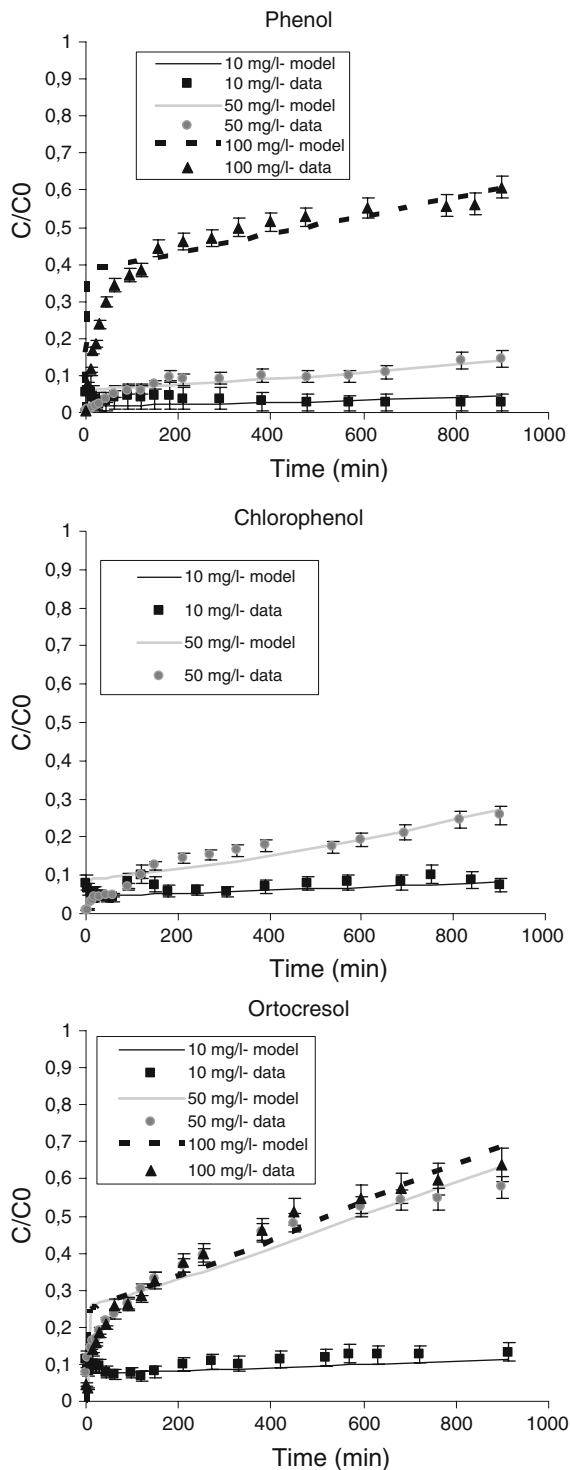 Phenol
1
0,9
0,8
0,7
0,6
0,5
0,4
0,3
0,2
0,1
0
C/C0
10 mg/l- model
10 mg/l- data
50 mg/l- model
50 mg/l- data
100 mg/l- model
100 mg/l- data
0 200 400 600 800 1000
Time (min)
Chlorophenol
1
0,9
0,8
0,7
0,6
0,5
0,4
0,3
0,2
0,1
0
C/C0
10 mg/l- model
10 mg/l- data
50 mg/l- model
50 mg/l- data
0 200 400 600 800 1000
Time (min)
Ortocresol
1
0,9
0,8
0,7
0,6
0,5
0,4
0,3
0,2
0,1
0
C/C0
10 mg/l- model
10 mg/l- data
50 mg/l- model
50 mg/l- data
100 mg/l- model
100 mg/l- data
0 200 400 600 800 1000
Time (min)